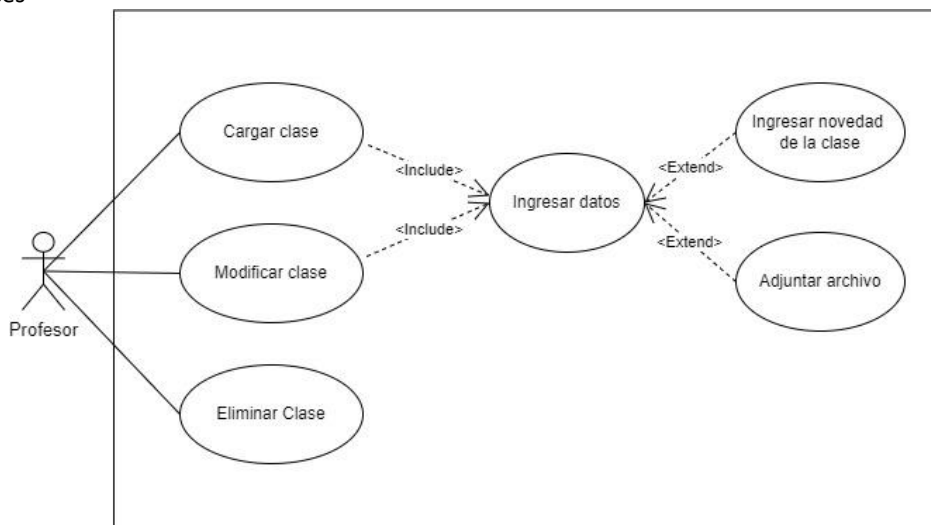 Cargar clase
Ingresar novedad
de la clase
<Include>
<Extend>
Ingresar datos
<Include>
<Extend>
Modificar clase
Adjuntar archivo
Profesor
Eliminar Clase